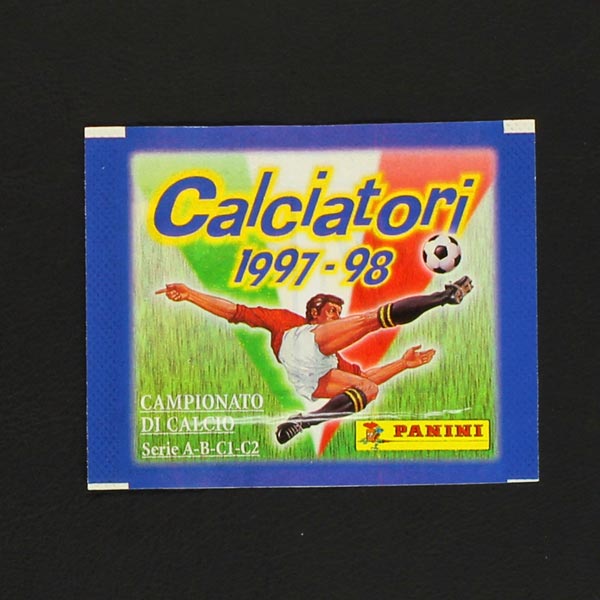 Calciatori
1997-98
CAMPIONATO
DI CALCIO
Serie A-B-C1-C2
PANINI